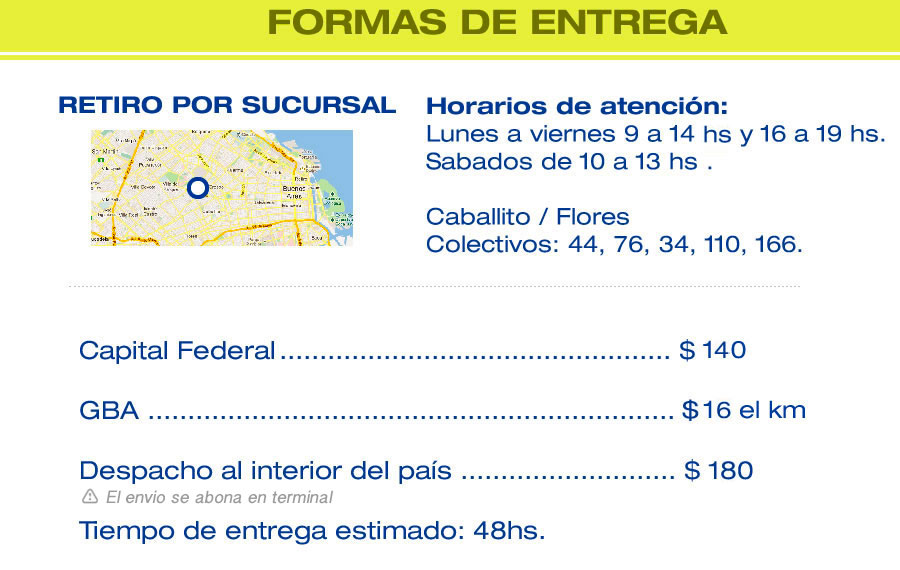 FORMAS DE ENTREGA
RETIRO POR SUCURSAL
Buenos
Aires
Horarios de atención:
Lunes a viernes 9 a 14 hs y 16 a 19 hs.
Sabados de 10 a 13 hs .
Caballito / Flores
Colectivos: 44, 76, 34, 110, 166.
Capital Federal ................................................. $ 140
GBA .................................................................. $ 16 el km
Despacho al interior del país ........................... $ 180
El envio se abona en terminal
Tiempo de entrega estimado: 48hs.